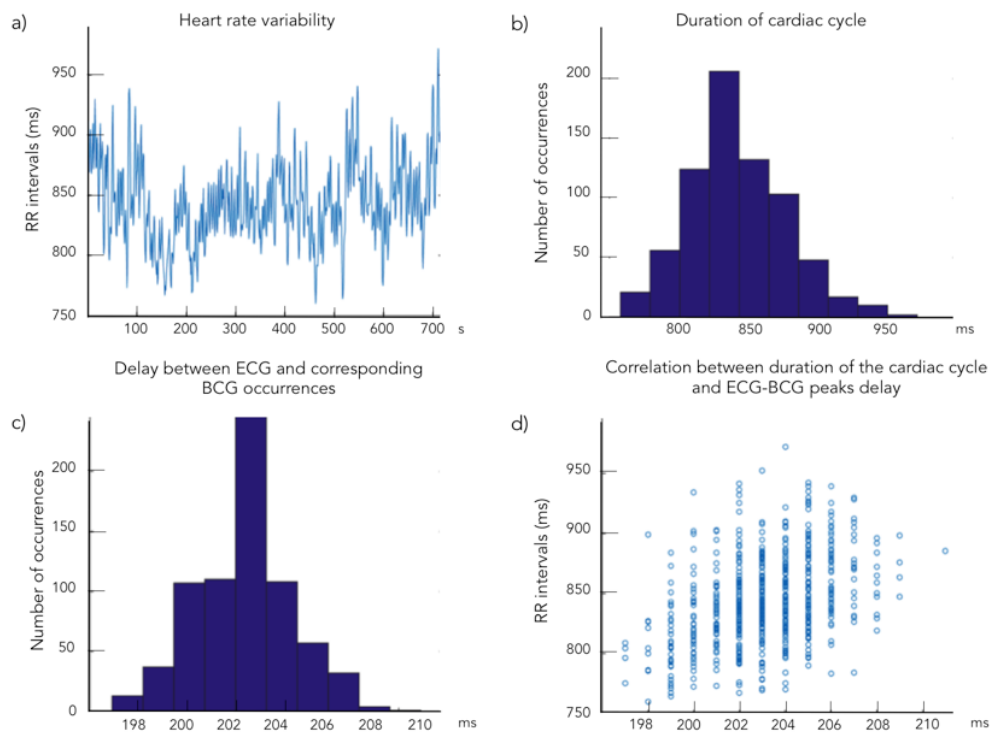 a)
Heart rate variability
RR intervals (ms)
950
900
850
800
750
100 200 300 400 500 600 700 s
b)
Duration of cardiac cycle
Number of occurrences
200
150
100
50
0
800 850 900 950 ms
c)
Delay between ECG and corresponding
BCG occurrences
Number of occurrences
200
150
100
50
0
198 200 202 204 206 208 210 ms
d)
Correlation between duration of the cardiac cycle
and ECG-BCG peaks delay
RR intervals (ms)
950
900
850
800
750
198 200 202 204 206 208 210 ms